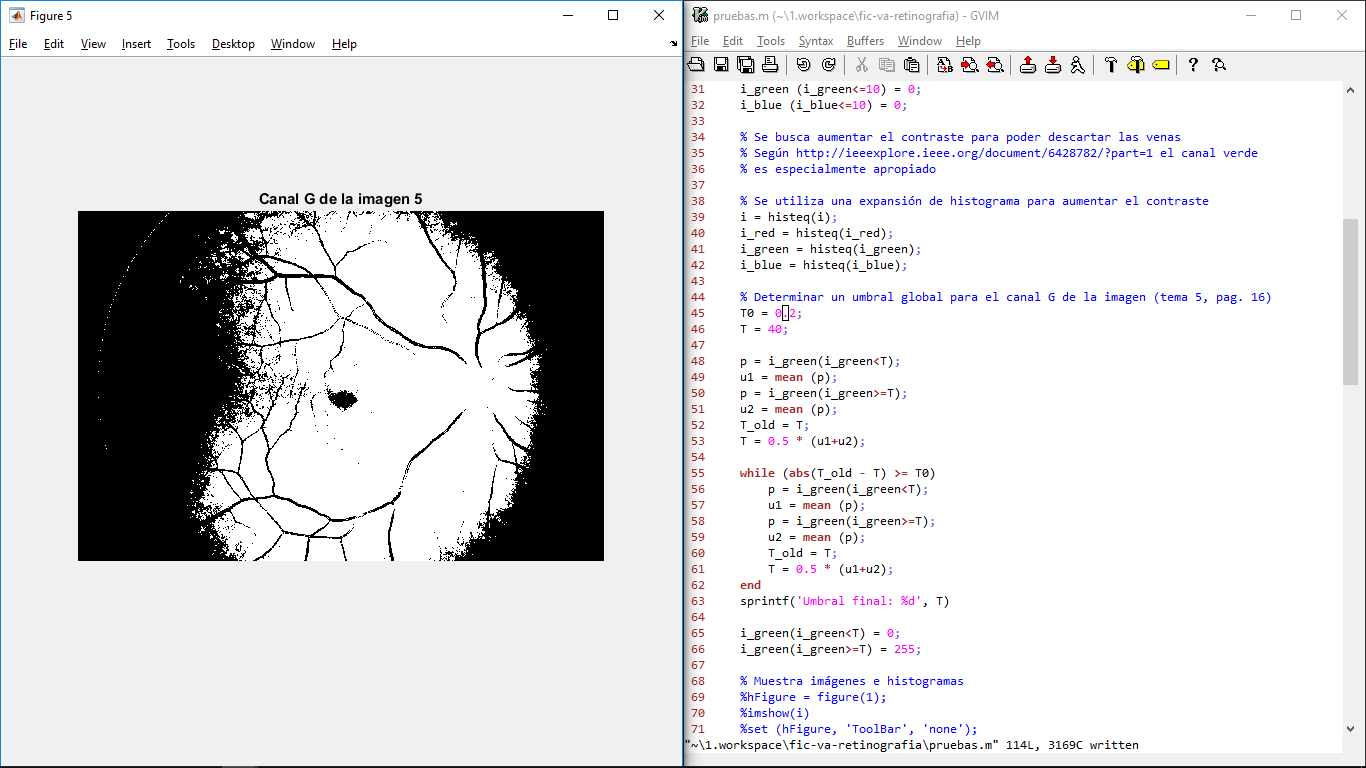 Figure 5
File Edit View Insert Tools Desktop Window Help
Canal G de la imagen 5
pruebas.m (~\1.workspace\fic-va-retinografia) - GVIM
File Edit Tools Syntax Buffers Window Help
31 i_green (i_green<=10) = 0;
32 i_blue (i_blue<=10) = 0;
33
34 % Se busca aumentar el contraste para poder descartar las venas
35 % Según http://ieeexplore.ieee.org/document/6428782/?part=1 el canal verde
36 % es especialmente apropiado
37
38 % Se utiliza una expansión de histograma para aumentar el contraste
39 i = histeq(i);
40 i_red = histeq(i_red);
41 i_green = histeq(i_green);
42 i_blue = histeq(i_blue);
43
44 % Determinar un umbral global para el canal G de la imagen (tema 5, pag. 16)
45 T0 = 0.2;
46 T = 40;
47
48 p = i_green(i_green<T);
49 u1 = mean (p);
50 p = i_green(i_green>=T);
51 u2 = mean (p);
52 T_old = T;
53 T = 0.5 * (u1+u2);
54
55 while (abs(T_old - T) >= T0)
56 p = i_green(i_green<T);
57 u1 = mean (p);
58 p = i_green(i_green>=T);
59 u2 = mean (p);
60 T_old = T;
61 T = 0.5 * (u1+u2);
62 end
63 sprintf('Umbral final: %d', T)
64
65 i_green(i_green<T) = 0;
66 i_green(i_green>=T) = 255;
67
68 % Muestra imágenes e histogramas
69 %hFigure = figure(1);
70 %imshow(i)
71 %set (hFigure, 'ToolBar', 'none');
"~\1.workspace\fic-va-retinografia\pruebas.m" 114L, 3169C written